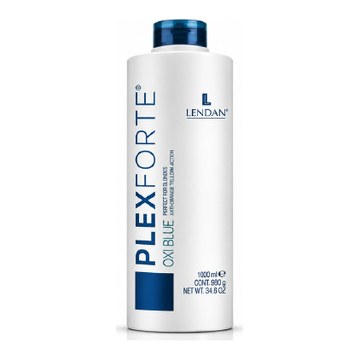 L
LENDAN®
PLEXFORTE®
OXI BLUE
PERFECT FOR BLONDES
ANTI-ORANGE YELLOW ACTION
1000 ml ℮
CONT. 980g
NET WT. 34.6 OZ